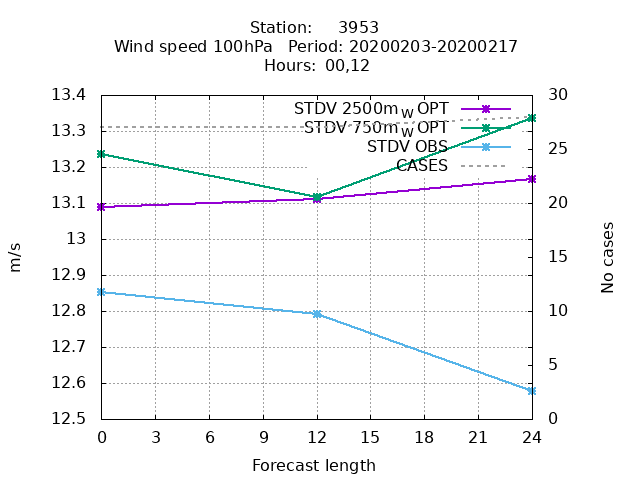 Station:     3953
Wind speed 100hPa   Period: 20200203-20200217
Hours: 00,12
13.4
13.3
13.2
13.1
13
12.9
12.8
12.7
12.6
12.5
m/s
STDV 2500m_W OPT
STDV 750m_W OPT
STDV OBS
CASES
30
25
20
15
10
5
0
No cases
0 3 6 9 12 15 18 21 24
Forecast length